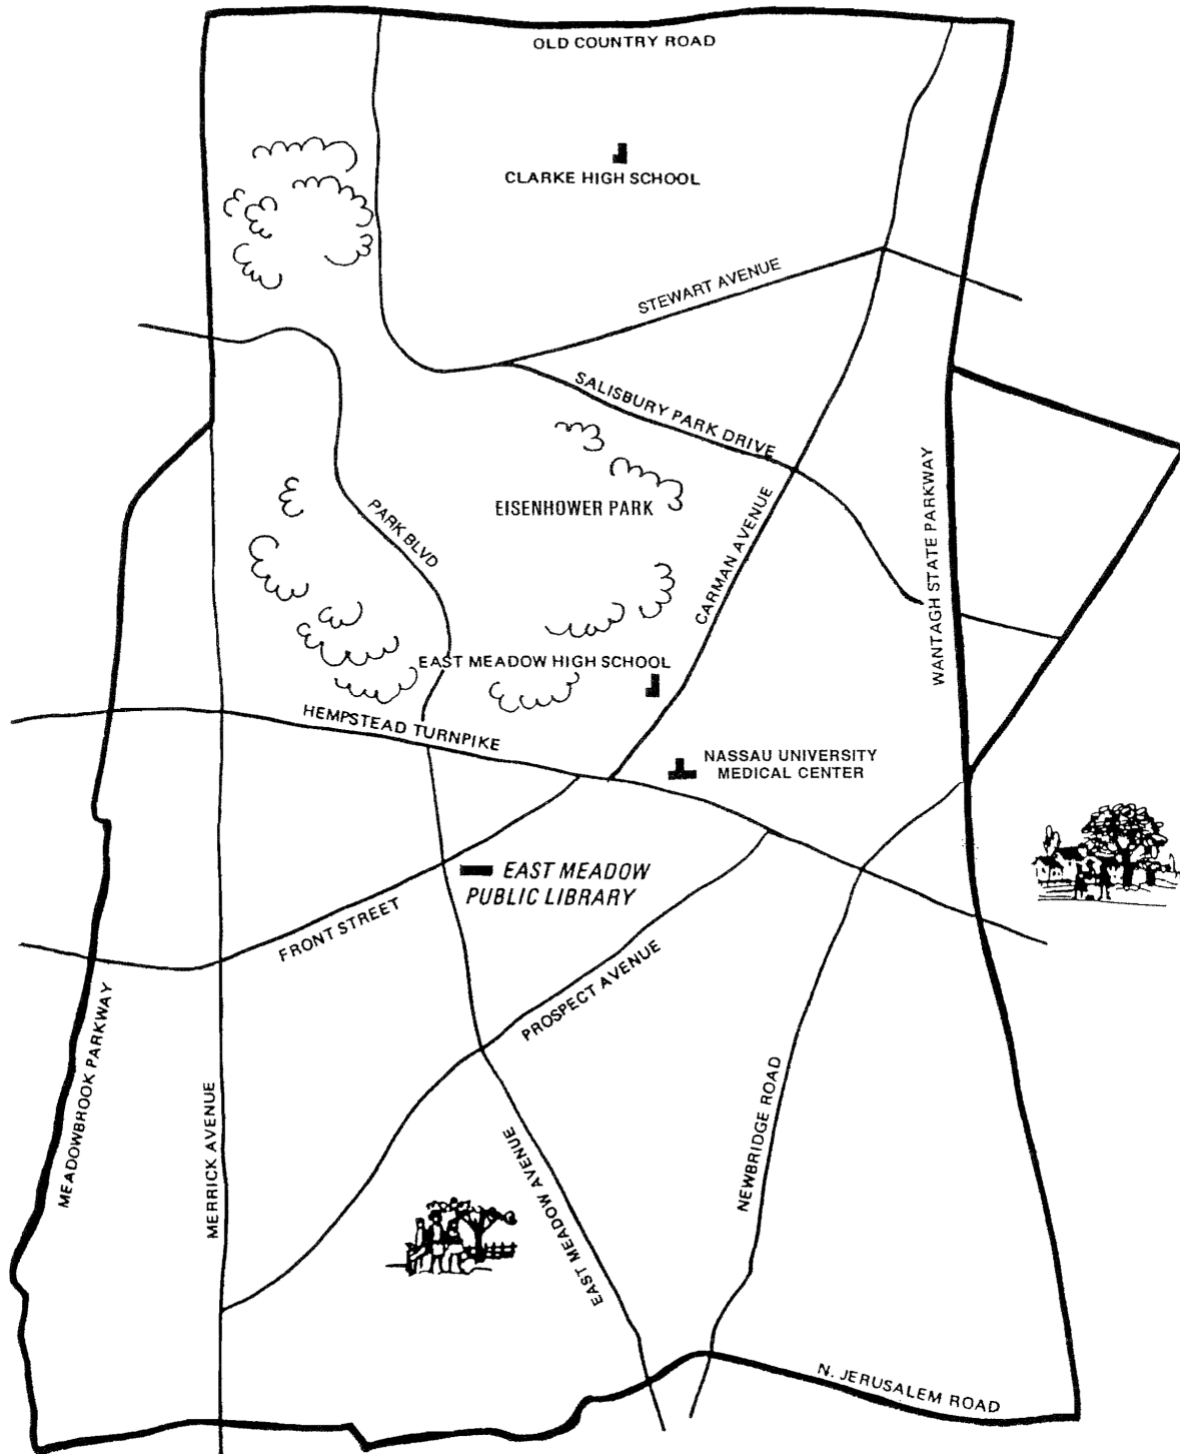 OLD COUNTRY ROAD
CLARKE HIGH SCHOOL
STEWART AVENUE
SALISBURY PARK DRIVE
EISENHOWER PARK
PARK BLVD
CARMAN AVENUE
WANTAGH STATE PARKWAY
EAST MEADOW HIGH SCHOOL
HEMPSTEAD TURNPIKE
NASSAU UNIVERSITY
MEDICAL CENTER
EAST MEADOW
PUBLIC LIBRARY
FRONT STREET
PROSPECT AVENUE
MEADOWBROOK PARKWAY
MERRICK AVENUE
EAST MEADOW AVENUE
NEWBRIDGE ROAD
N. JERUSALEM ROAD